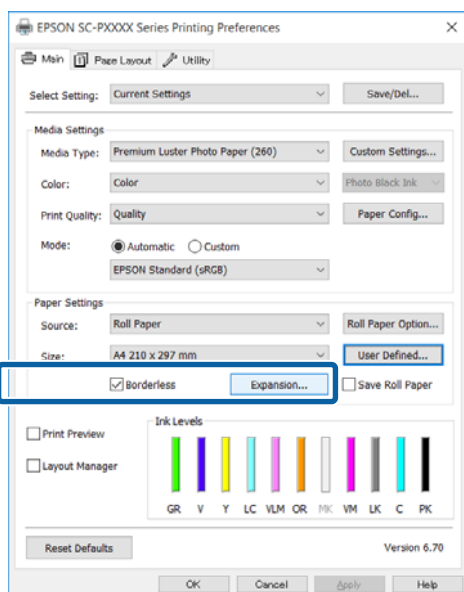 EPSON SC-PXXXX Series Printing Preferences
Main Page Layout Utility
Select Setting: Current Settings Save/Del...
Media Settings
Media Type: Premium Luster Photo Paper (260) Custom Settings...
Color: Color Photo Black Ink
Print Quality: Quality Paper Config...
Mode: Automatic Custom
EPSON Standard (sRGB)
Paper Settings
Source: Roll Paper Roll Paper Option...
Size: A4 210 x 297 mm User Defined...
Borderless Expansion... Save Roll Paper
Print Preview
Layout Manager
Ink Levels
GR V Y LC VLM OR MK VM LK C PK
Reset Defaults Version 6.70
OK Cancel Apply Help